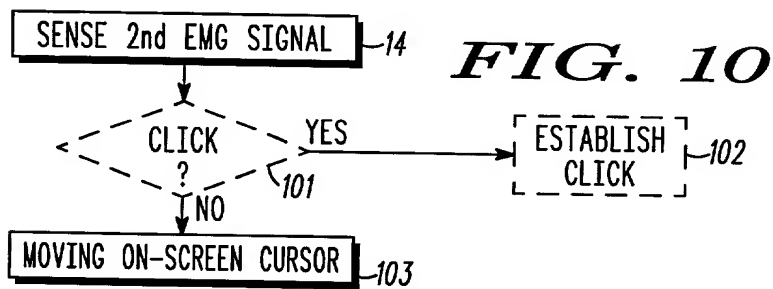 SENSE 2nd EMG SIGNAL
14
FIG. 10
CLICK
?
YES
101
ESTABLISH
CLICK
102
NO
MOVING ON-SCREEN CURSOR
103